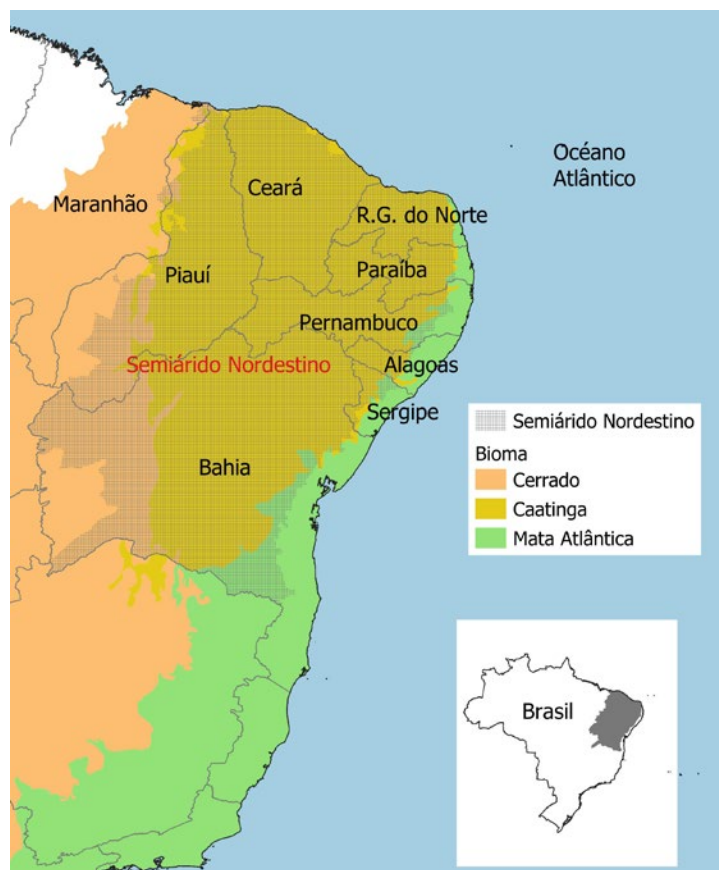 Océano
Atlântico
Ceará
Maranhão
R.G. do Norte
Piauí
Paraíba
Pernambuco
Semiárido Nordestino
Alagoas
Sergipe
Bahia
Semiárido Nordestino
Bioma
Cerrado
Caatinga
Mata Atlântica
Brasil